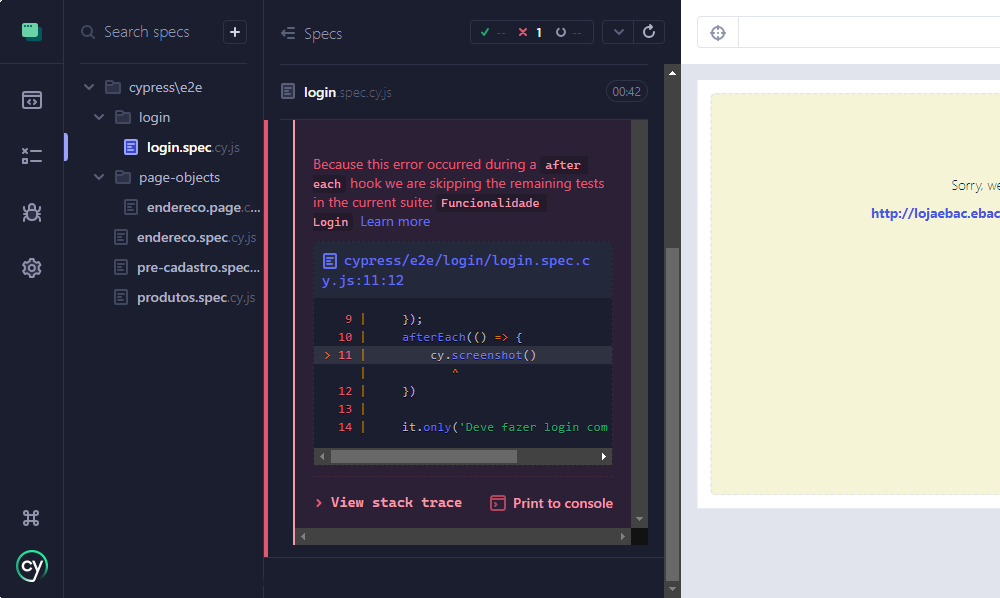 Search specs
+
cypress\e2e
login
login.spec.cy.js
page-objects
endereco.page.c...
endereco.spec.cy.js
pre-cadastro.spec...
produtos.spec.cy.js
cy
Specs
-- 1 --
login.spec.cy.js
00:42
Because this error occurred during a after
each hook we are skipping the remaining tests
in the current suite: Funcionalidade
Login Learn more
cypress/e2e/login/login.spec.c
y.js:11:12
9 | });
10 | afterEach(() => {
> 11 | cy.screenshot()
| ^
12 | })
13 |
14 | it.only('Deve fazer login com
View stack trace
Print to console
Sorry, we
http://lojaebac.ebac